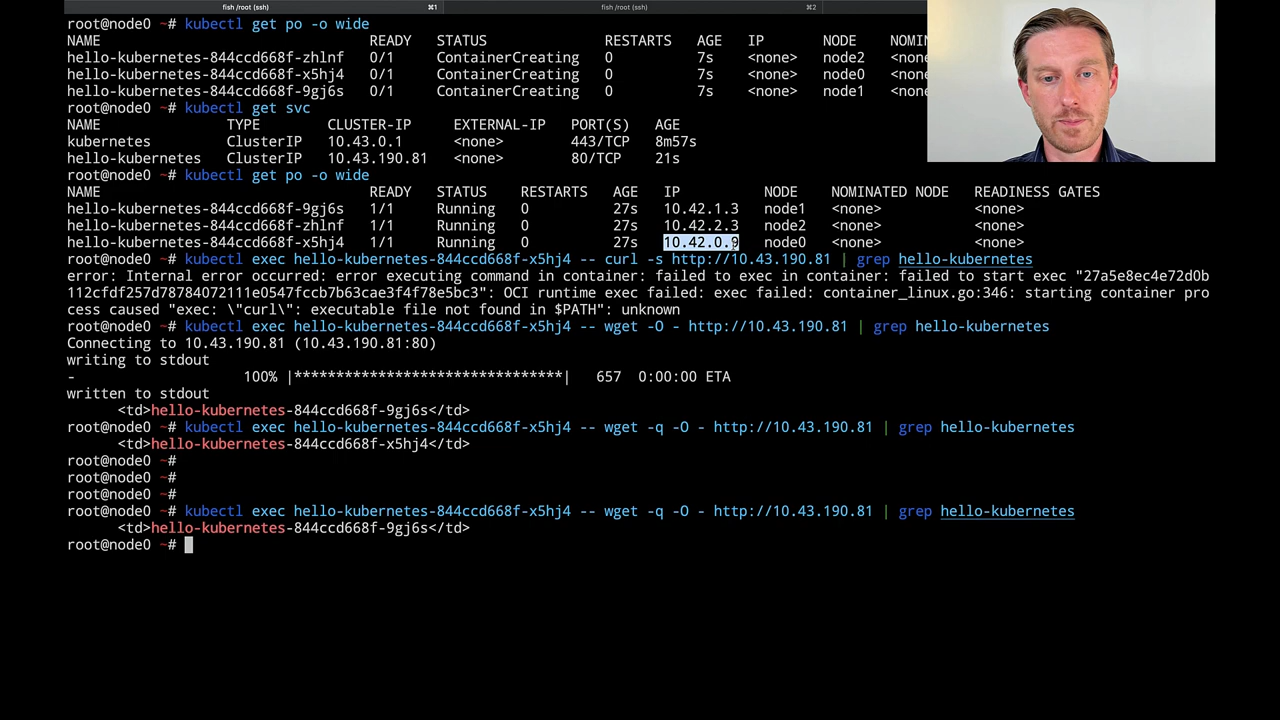 fish /root (ssh) ⌘1 fish /root (ssh) ⌘2
root@node0 ~# kubectl get po -o wide
NAME READY STATUS RESTARTS AGE IP NODE NOMI
hello-kubernetes-844ccd668f-zhlnf 0/1 ContainerCreating 0 7s <none> node2 <none
hello-kubernetes-844ccd668f-x5hj4 0/1 ContainerCreating 0 7s <none> node0 <none
hello-kubernetes-844ccd668f-9gj6s 0/1 ContainerCreating 0 7s <none> node1 <none
root@node0 ~# kubectl get svc
NAME TYPE CLUSTER-IP EXTERNAL-IP PORT(S) AGE
kubernetes ClusterIP 10.43.0.1 <none> 443/TCP 8m57s
hello-kubernetes ClusterIP 10.43.190.81 <none> 80/TCP 21s
root@node0 ~# kubectl get po -o wide
NAME READY STATUS RESTARTS AGE IP NODE NOMINATED NODE READINESS GATES
hello-kubernetes-844ccd668f-9gj6s 1/1 Running 0 27s 10.42.1.3 node1 <none> <none>
hello-kubernetes-844ccd668f-zhlnf 1/1 Running 0 27s 10.42.2.3 node2 <none> <none>
hello-kubernetes-844ccd668f-x5hj4 1/1 Running 0 27s 10.42.0.9 node0 <none> <none>
root@node0 ~# kubectl exec hello-kubernetes-844ccd668f-x5hj4 -- curl -s http://10.43.190.81 | grep hello-kubernetes
error: Internal error occurred: error executing command in container: failed to exec in container: failed to start exec "27a5e8ec4e72d0b
112cfdf257d78784072111e0547fccb7b63cae3f4f78e5bc3": OCI runtime exec failed: exec failed: container_linux.go:346: starting container pro
cess caused "exec: \"curl\": executable file not found in $PATH": unknown
root@node0 ~# kubectl exec hello-kubernetes-844ccd668f-x5hj4 -- wget -O - http://10.43.190.81 | grep hello-kubernetes
Connecting to 10.43.190.81 (10.43.190.81:80)
writing to stdout
- 100% |********************************| 657 0:00:00 ETA
written to stdout
<td>hello-kubernetes-844ccd668f-9gj6s</td>
root@node0 ~# kubectl exec hello-kubernetes-844ccd668f-x5hj4 -- wget -q -O - http://10.43.190.81 | grep hello-kubernetes
<td>hello-kubernetes-844ccd668f-x5hj4</td>
root@node0 ~#
root@node0 ~#
root@node0 ~#
root@node0 ~# kubectl exec hello-kubernetes-844ccd668f-x5hj4 -- wget -q -O - http://10.43.190.81 | grep hello-kubernetes
<td>hello-kubernetes-844ccd668f-9gj6s</td>
root@node0 ~#